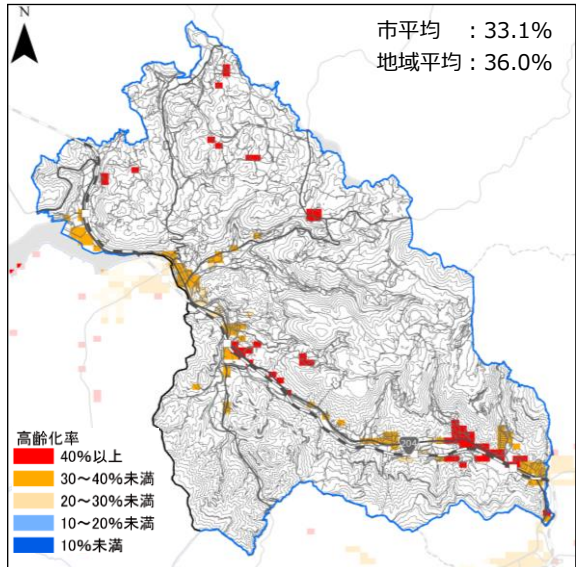 市平均 ：33.1%
地域平均：36.0%
N
204
高齢化率
40%以上
30～40%未満
20～30%未満
10～20%未満
10%未満